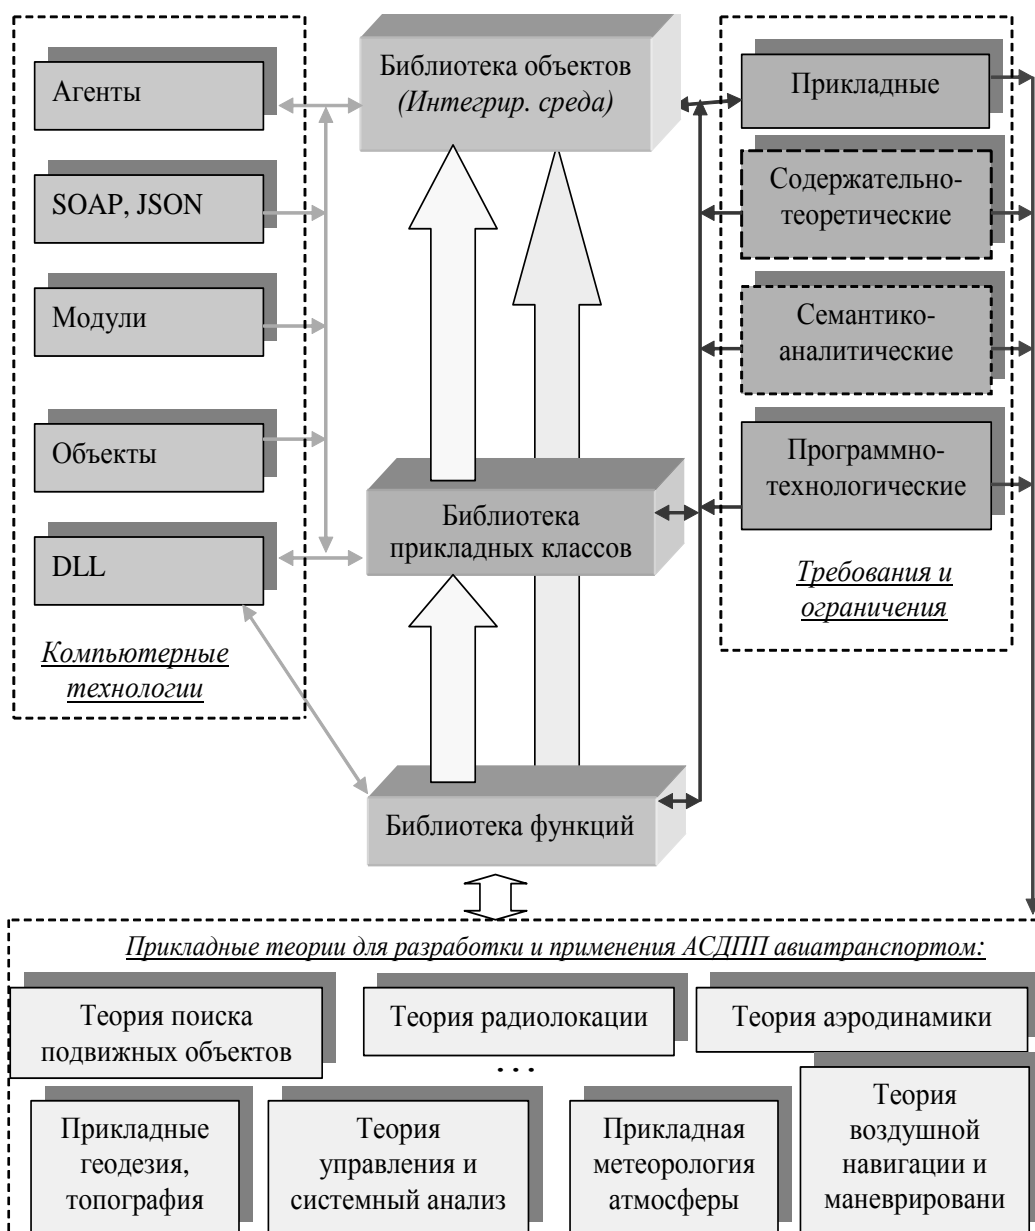 Агенты
SOAP, JSON
Модули
Объекты
DLL
Компьютерные
технологии
Библиотека объектов
(Интегрир. среда)
Библиотека
прикладных классов
Библиотека функций
Прикладные
Содержательно-
теоретические
Семантико-
аналитические
Программно-
технологические
Требования и
ограничения
Прикладные теории для разработки и применения АСДПП авиатранспортом:
Теория поиска
подвижных объектов
Теория радиолокации
Теория аэродинамики
...
Прикладные
геодезия,
топография
Теория
управления и
системный анализ
Прикладная
метеорология
атмосферы
Теория
воздушной
навигации и
маневрировани